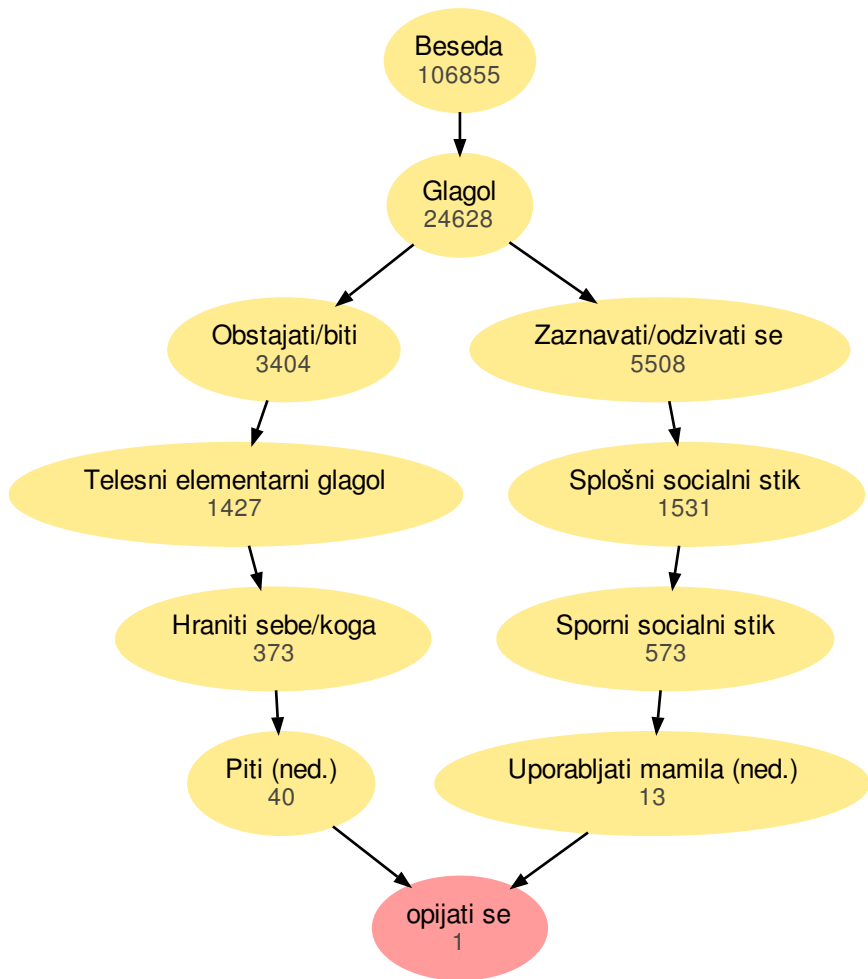 Beseda
106855
Glagol
24628
Obstajati/biti
3404
Zaznavati/odzivati se
5508
Telesni elementarni glagol
1427
Splošni socialni stik
1531
Hraniti sebe/koga
373
Sporni socialni stik
573
Piti (ned.)
40
Uporabljati mamila (ned.)
13
opijati se
1